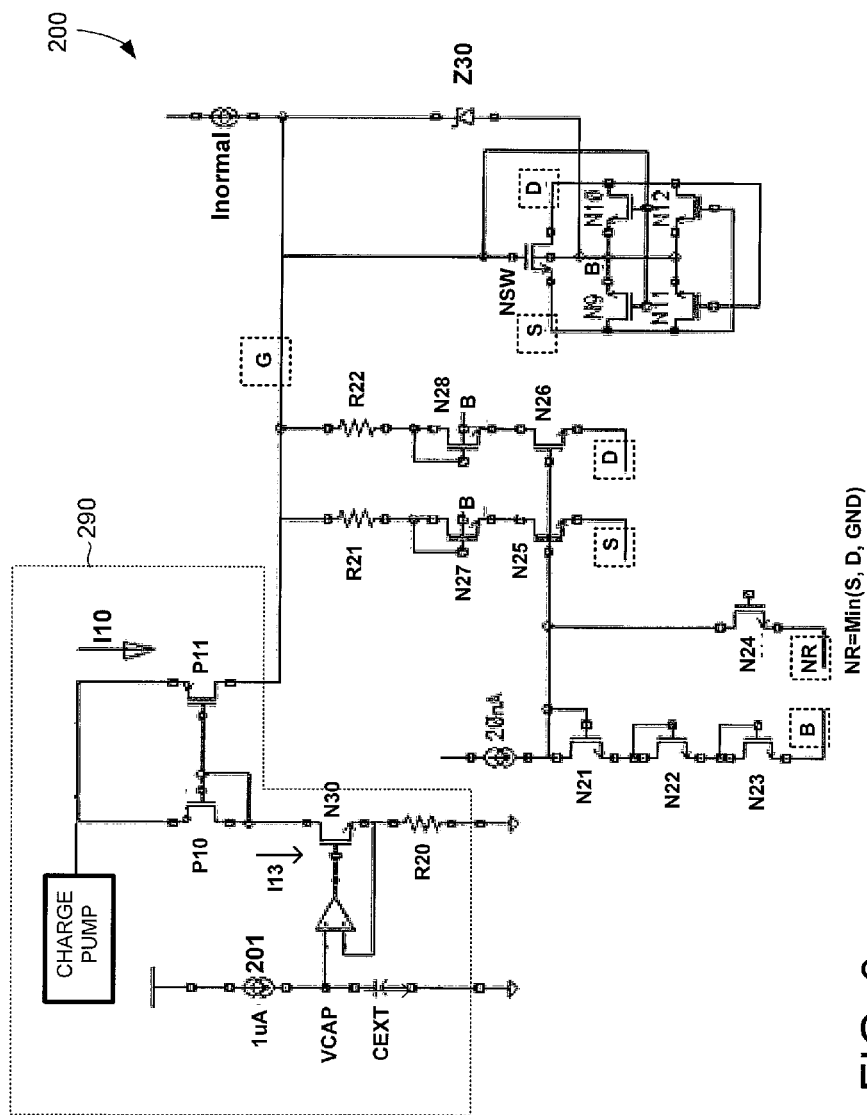 200
290
CHARGE
PUMP
I10
P10
P11
Inormal
201
1uA
VCAP
CEXT
I13
N30
R20
G
Z30
R21
R22
N27
B
N28
B
N25
N26
S
D
20nA
N21
N22
N23
B
N24
NR
NR=Min(S, D, GND)
NSW
S
D
B
N9
N10
N11
N12
FIG.